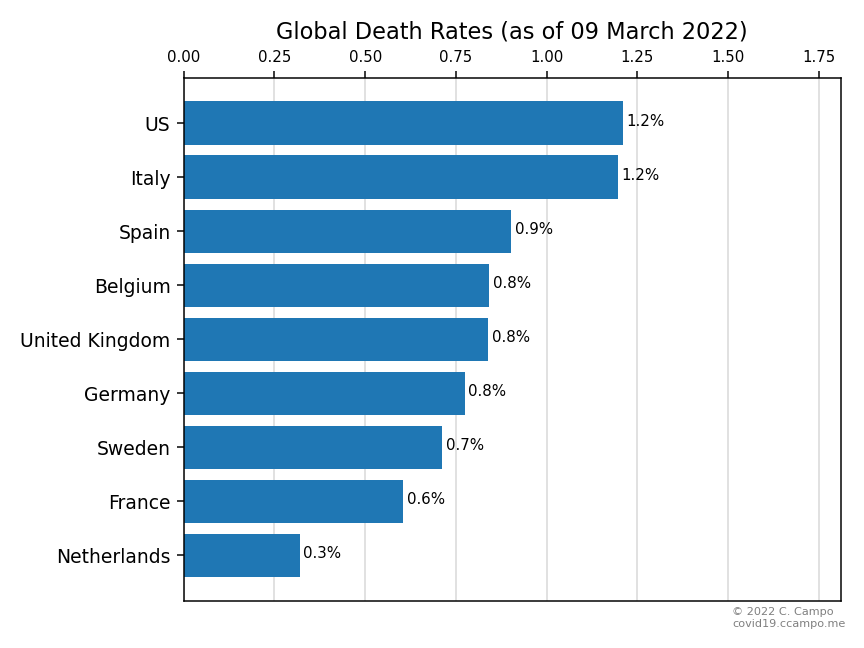 Global Death Rates (as of 09 March 2022)
0.00 0.25 0.50 0.75 1.00 1.25 1.50 1.75
US 1.2%
Italy 1.2%
Spain 0.9%
Belgium 0.8%
United Kingdom 0.8%
Germany 0.8%
Sweden 0.7%
France 0.6%
Netherlands 0.3%
© 2022 C. Campo
covid19.ccampo.me